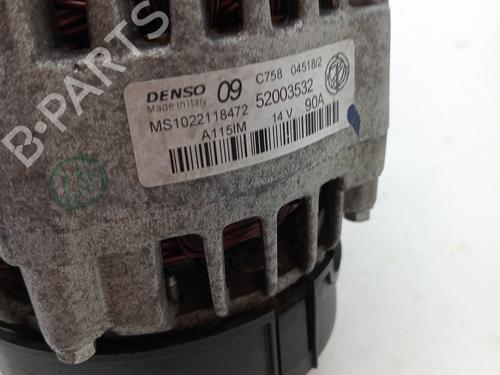 B-PARTS
DENSO 09 C758 04518/2
Made in Italy
MS1022118472 52003532
A115IM 14 V 90A